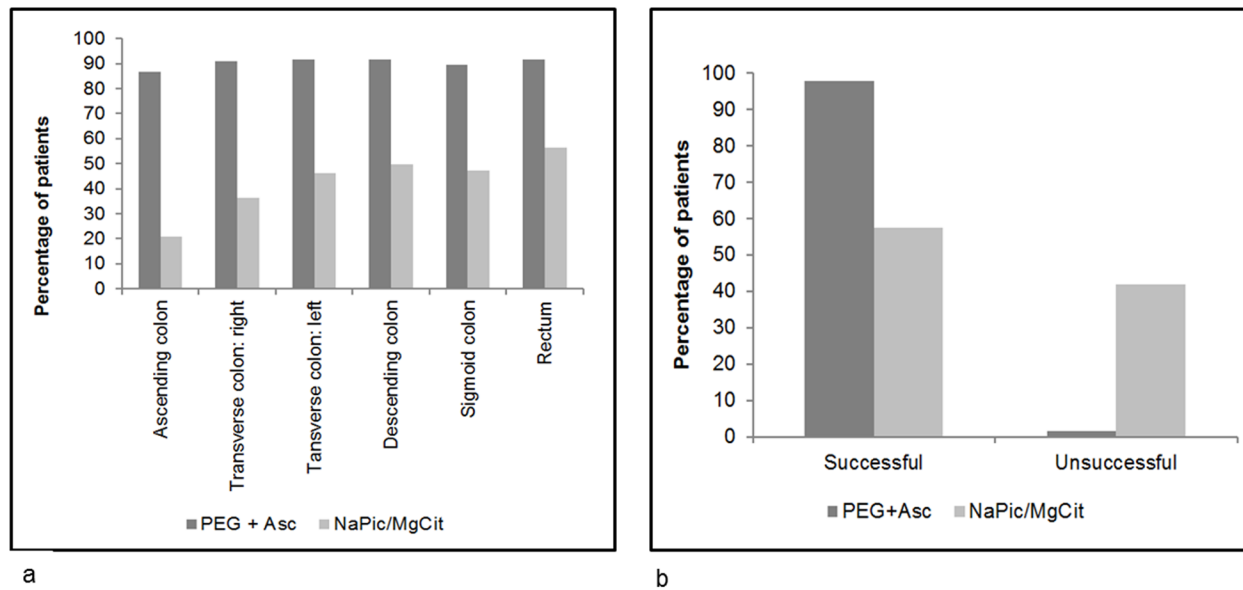 Percentage of patients
100
90
80
70
60
50
40
30
20
10
0
Ascending colon
Transverse colon: right
Tansverse colon: left
Descending colon
Sigmoid colon
Rectum
PEG + Asc NaPic/MgCit
a
Percentage of patients
100
90
80
70
60
50
40
30
20
10
0
Successful Unsuccessful
PEG+Asc NaPic/MgCit
b